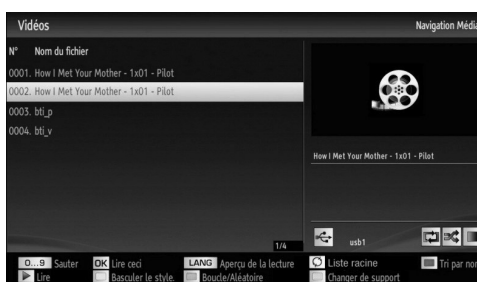 Vidéos Navigation Média
N° Nom du fichier
0001. How I Met Your Mother - 1x01 - Pilot
0002. How I Met Your Mother - 1x01 - Pilot
0003. bti_p
0004. bti_v
How I Met Your Mother - 1x01 - Pilot
1/4
usb1
0...9 Sauter OK Lire ceci LANG Aperçu de la lecture Liste racine Tri par nom
Lire Basculer le style. Boucle/Aléatoire Changer de support